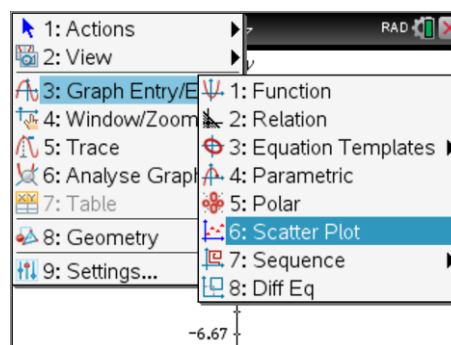 1: Actions
2: View
3: Graph Entry/E
4: Window/Zoom
5: Trace
6: Analyse Grap
7: Table
8: Geometry
9: Settings...
RAD
y
1: Function
2: Relation
3: Equation Templates
4: Parametric
5: Polar
6: Scatter Plot
7: Sequence
8: Diff Eq
-6.67